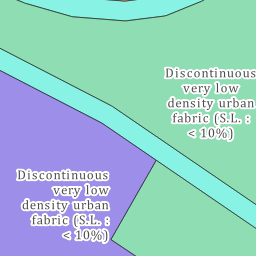 Discontinuous
very low
density urban
fabric (S.L. :
< 10%)
Discontinuous
very low
density urban
fabric (S.L. :
< 10%)